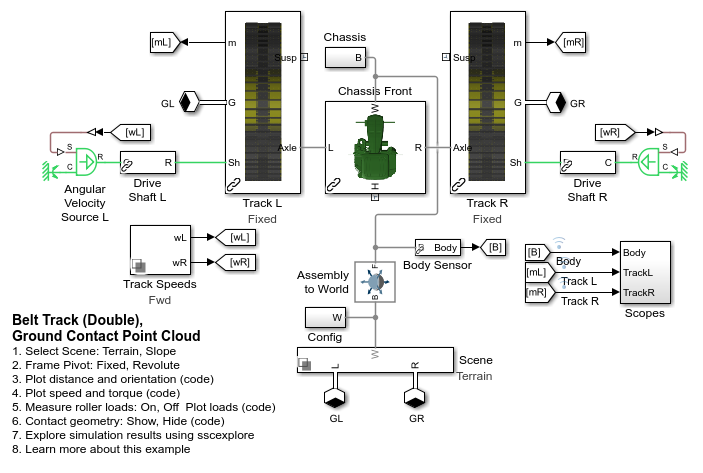 [mL]
m
Susp
GL
G
Axle
Sh
[wL]
S
C
R
Angular
Velocity
Source L
R
Drive
Shaft L
Track L
Fixed
Chassis
B
Chassis Front
W
L
R
H
m
[mR]
Susp
G
GR
Axle
Sh
Track R
Fixed
[wR]
C
Drive
Shaft R
R
S
C
wL
[wL]
wR
[wR]
Track Speeds
Fwd
Body
[B]
Body Sensor
F
Assembly
to World
B
W
Config
W
L
R
Scene
Terrain
GL
GR
[B]
Body
Body
[mL]
Track L
TrackL
[mR]
Track R
TrackR
Scopes
Belt Track (Double),
Ground Contact Point Cloud
1. Select Scene: Terrain, Slope
2. Frame Pivot: Fixed, Revolute
3. Plot distance and orientation (code)
4. Plot speed and torque (code)
5. Measure roller loads: On, Off  Plot loads (code)
6. Contact geometry: Show, Hide (code)
7. Explore simulation results using sscexplore
8. Learn more about this example